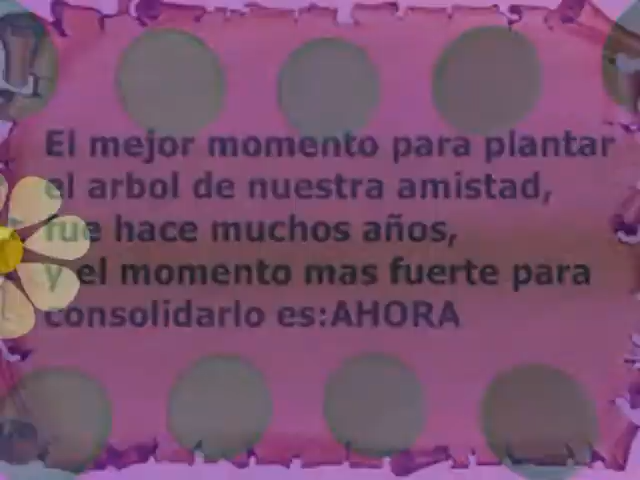 El mejor momento para plantar
el arbol de nuestra amistad,
fue hace muchos años,
y el momento mas fuerte para
consolidarlo es:AHORA